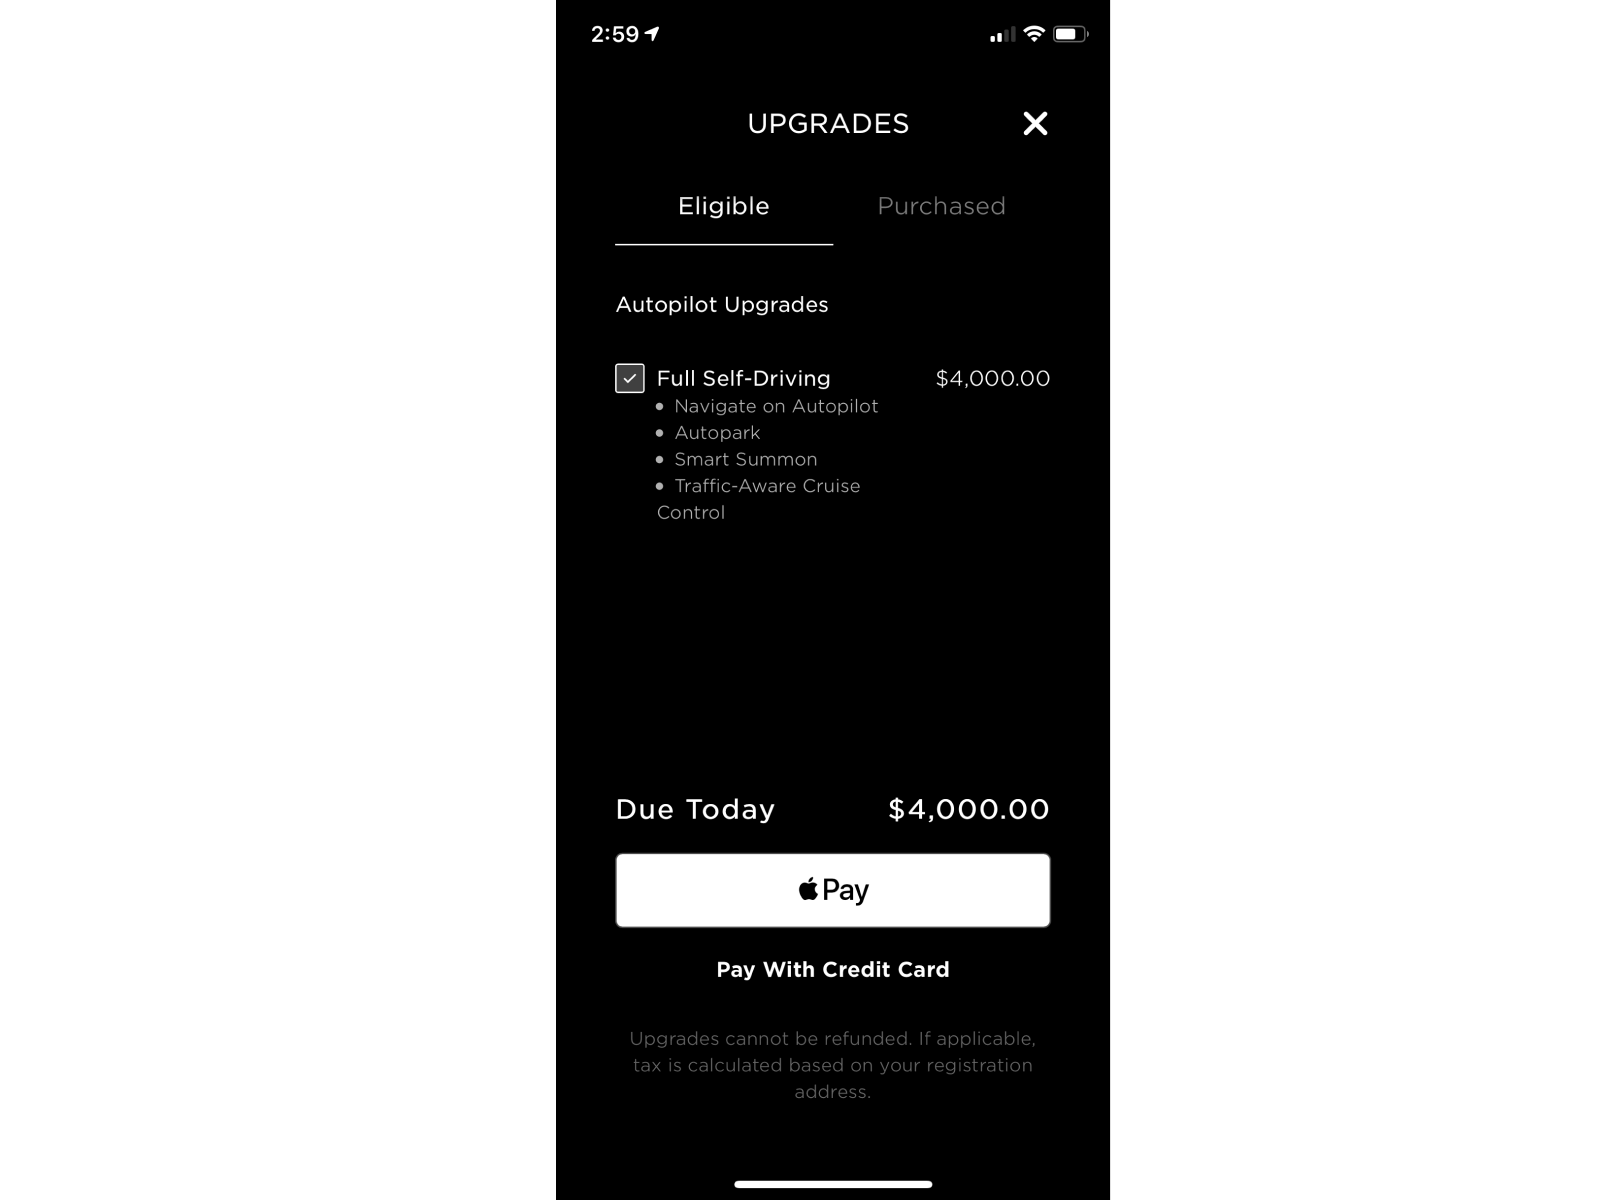 2:59
UPGRADES
Eligible Purchased
Autopilot Upgrades
Full Self-Driving $4,000.00
• Navigate on Autopilot
• Autopark
• Smart Summon
• Traffic-Aware Cruise
Control
Due Today $4,000.00
Pay
Pay With Credit Card
Upgrades cannot be refunded. If applicable,
tax is calculated based on your registration
address.